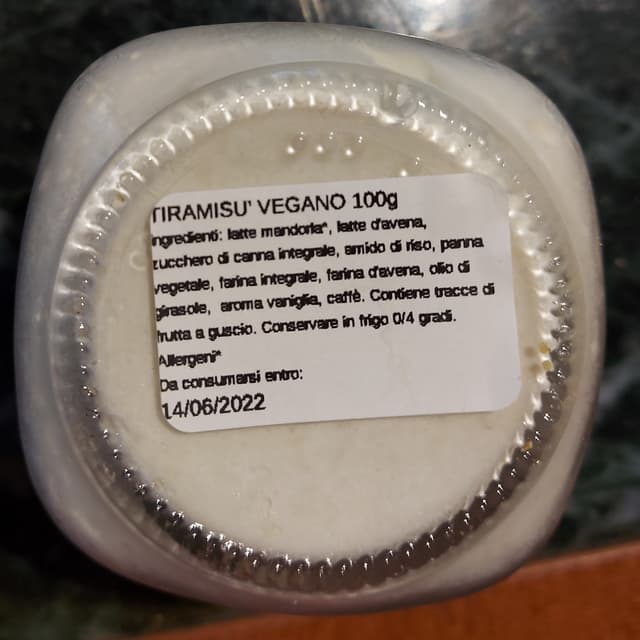 TIRAMISU' VEGANO 100g
ingredienti: latte mandorla*, latte d'avena,
zucchero di canna integrale, amido di riso, panna
vegetale, farina integrale, farina d'avena, olio di
girasole, aroma vaniglia, caffè. Contiene tracce di
frutta a guscio. Conservare in frigo 0/4 gradi.
Allergeni*
Da consumarsi entro:
14/06/2022